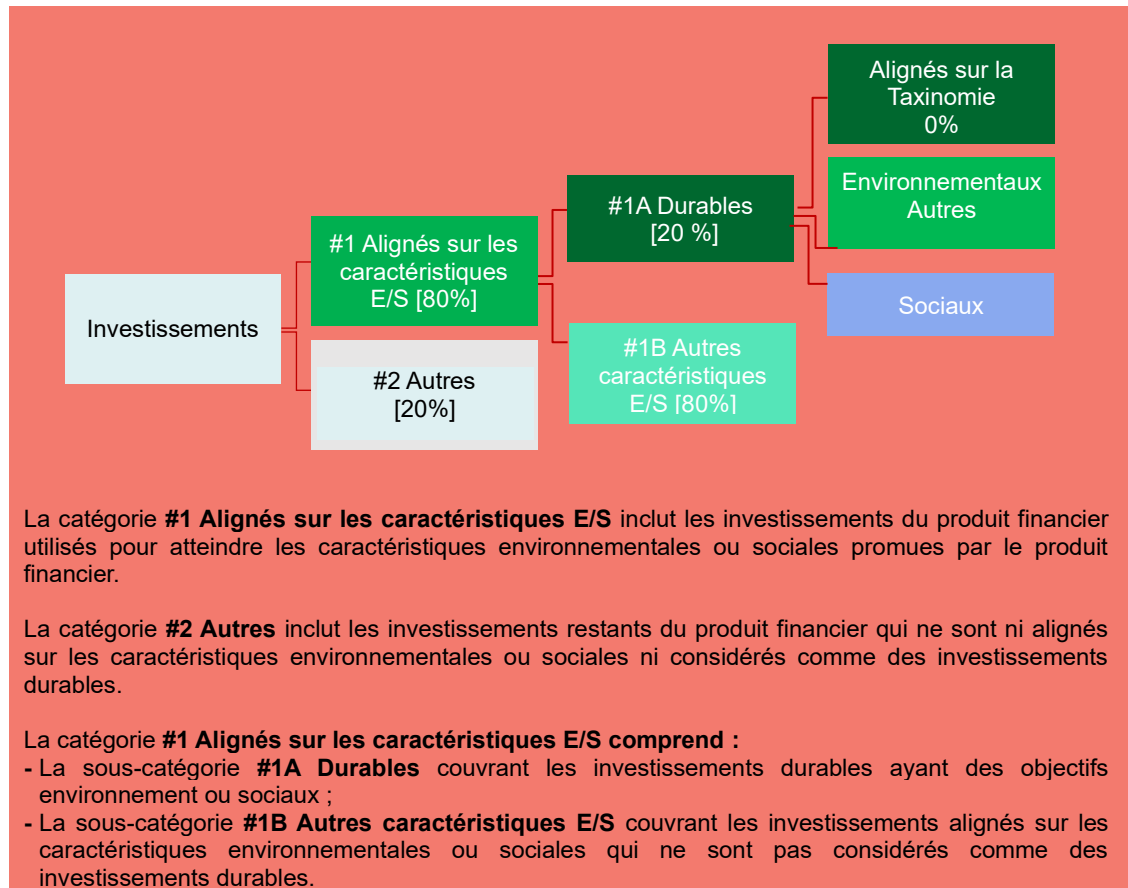 Alignés sur la
Taxinomie
0%
Environnementaux
Autres
#1A Durables
[20 %]
#1 Alignés sur les
caractéristiques
E/S [80%]
Sociaux
Investissements
#1B Autres
caractéristiques
E/S [80%]
#2 Autres
[20%]
La catégorie #1 Alignés sur les caractéristiques E/S inclut les investissements du produit financier
utilisés pour atteindre les caractéristiques environnementales ou sociales promues par le produit
financier.
La catégorie #2 Autres inclut les investissements restants du produit financier qui ne sont ni alignés
sur les caractéristiques environnementales ou sociales ni considérés comme des investissements
durables.
La catégorie #1 Alignés sur les caractéristiques E/S comprend :
- La sous-catégorie #1A Durables couvrant les investissements durables ayant des objectifs
environnement ou sociaux ;
- La sous-catégorie #1B Autres caractéristiques E/S couvrant les investissements alignés sur les
caractéristiques environnementales ou sociales qui ne sont pas considérés comme des
investissements durables.